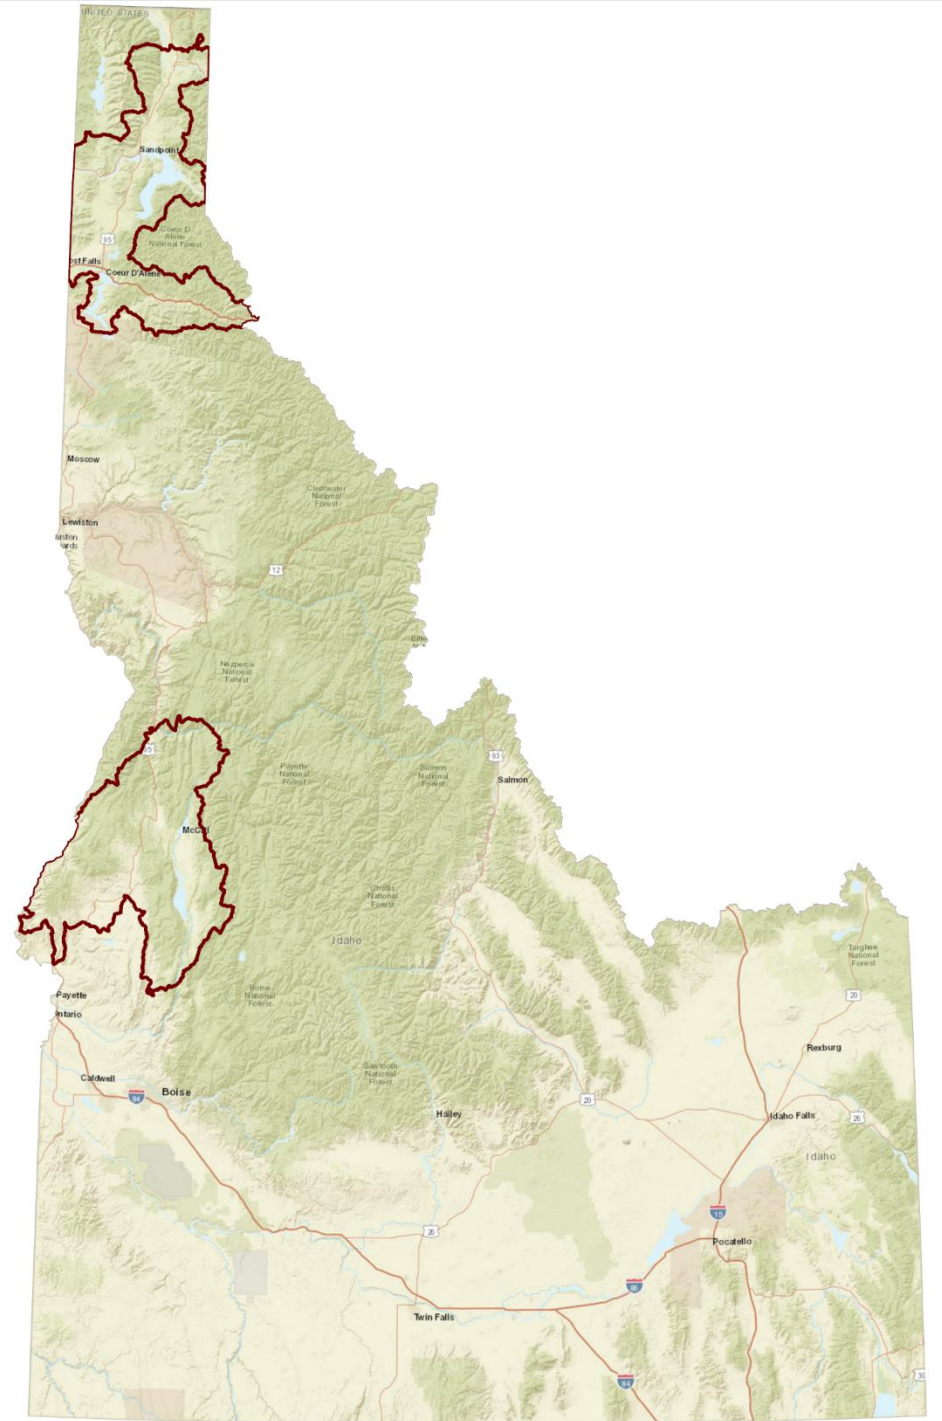 UNITED STATES
Sandpoint
Coeur D
Alene
National Forest
95
ost Falls
Coeur D'Alene
Moscow
Clearwater
National
Forest
Lewiston
12
Nezperce
National
Forest
Payette
National
Forest
Salmon
National
Forest
93
Salmon
McCall
Challis
National
Forest
Idaho
Targhee
National
Forest
Boise
National
Forest
20
Payette
Ontario
Rexburg
Sawtooth
National
Forest
Caldwell
Boise
84
20
Hailey
Idaho Falls
26
Idaho
15
26
Pocatello
86
Twin Falls
84
30